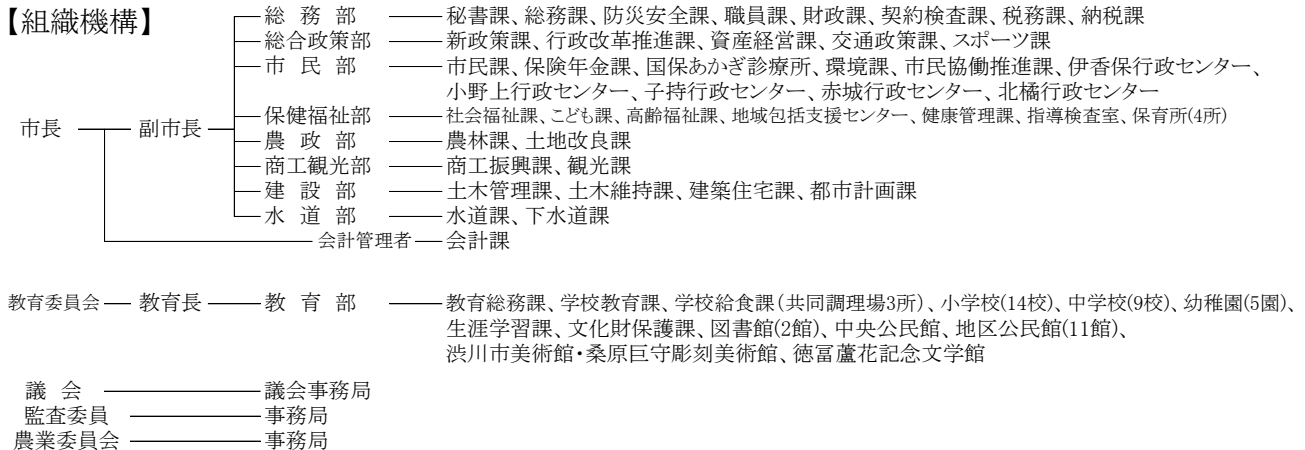 【組織機構】
総務部 秘書課、総務課、防災安全課、職員課、財政課、契約検査課、税務課、納税課
総合政策部 新政策課、行政改革推進課、資産経営課、交通政策課、スポーツ課
市民部 市民課、保険年金課、国保あかぎ診療所、環境課、市民協働推進課、伊香保行政センター、
小野上行政センター、子持行政センター、赤城行政センター、北橘行政センター
市長 副市長 保健福祉部 社会福祉課、こども課、高齢福祉課、地域包括支援センター、健康管理課、指導検査室、保育所(4所)
農政部 農林課、土地改良課
商工観光部 商工振興課、観光課
建設部 土木管理課、土木維持課、建築住宅課、都市計画課
水道部 水道課、下水道課
会計管理者 会計課
教育委員会 教育長 教育部 教育総務課、学校教育課、学校給食課(共同調理場3所)、小学校(14校)、中学校(9校)、幼稚園(5園)、
生涯学習課、文化財保護課、図書館(2館)、中央公民館、地区公民館(11館)、
渋川市美術館・桑原巨守彫刻美術館、徳冨蘆花記念文学館
議会 議会事務局
監査委員 事務局
農業委員会 事務局